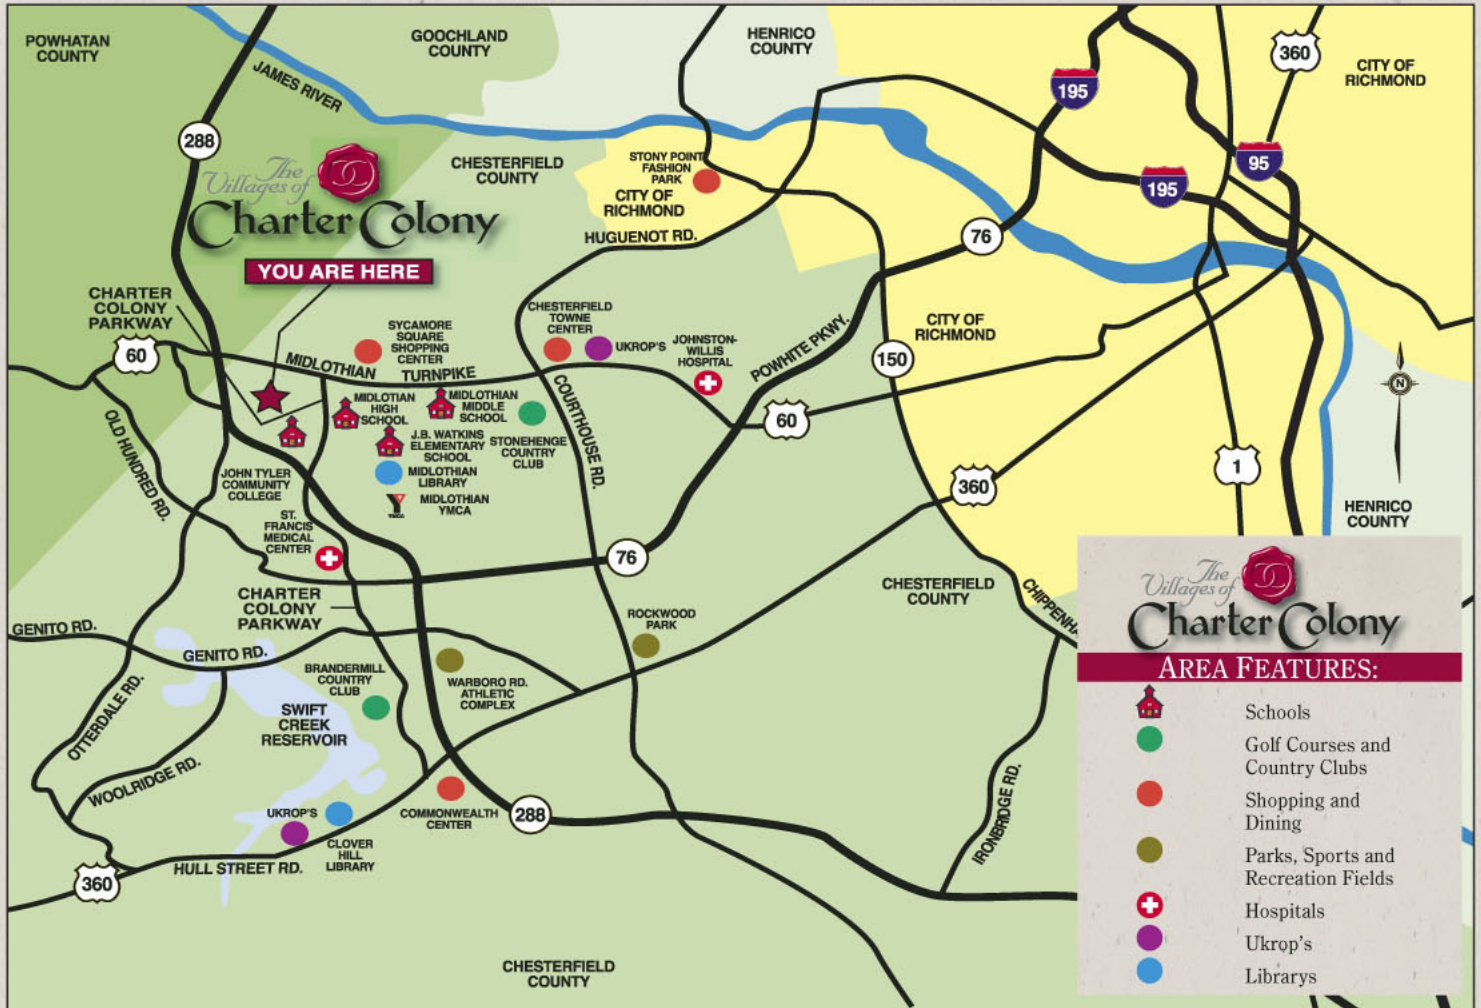 POWHATAN
COUNTY
GOOCHLAND
COUNTY
HENRICO
COUNTY
360
CITY OF
RICHMOND
JAMES RIVER
195
288
The
Villages of
CC
Charter Colony
YOU ARE HERE
CHESTERFIELD
COUNTY
STONY POINT
FASHION
PARK
CITY OF
RICHMOND
95
195
HUGUENOT RD.
76
CHARTER
COLONY
PARKWAY
60
MIDLOTHIAN
TURNPIKE
SYCAMORE
SQUARE
SHOPPING
CENTER
CHESTERFIELD
TOWNE
CENTER
UKROP'S
JOHNSTON-
WILLIS
HOSPITAL
POWHITE PKWY.
CITY OF
RICHMOND
150
N
OLD HUNDRED RD.
MIDLOTIAN
HIGH
SCHOOL
MIDLOTHIAN
MIDDLE
SCHOOL
COURTHOUSE RD.
60
J.B. WATKINS
ELEMENTARY
SCHOOL
STONEHENGE
COUNTRY
CLUB
JOHN TYLER
COMMUNITY
COLLEGE
MIDLOTHIAN
LIBRARY
YMCA
MIDLOTHIAN
YMCA
360
1
HENRICO
COUNTY
ST.
FRANCIS
MEDICAL
CENTER
76
CHARTER
COLONY
PARKWAY
CHESTERFIELD
COUNTY
CHIPPENHA
GENITO RD.
GENITO RD.
ROCKWOOD
PARK
BRANDERMILL
COUNTRY
CLUB
WARBORO RD.
ATHLETIC
COMPLEX
OTTERDALE RD.
SWIFT
CREEK
RESERVOIR
WOOLRIDGE RD.
UKROP'S
CLOVER
HILL
LIBRARY
COMMONWEALTH
CENTER
288
IRONBRIDGE RD.
HULL STREET RD.
360
CHESTERFIELD
COUNTY
The
Villages of
CC
Charter Colony
AREA FEATURES:
Schools
Golf Courses and
Country Clubs
Shopping and
Dining
Parks, Sports and
Recreation Fields
Hospitals
Ukrop's
Librarys